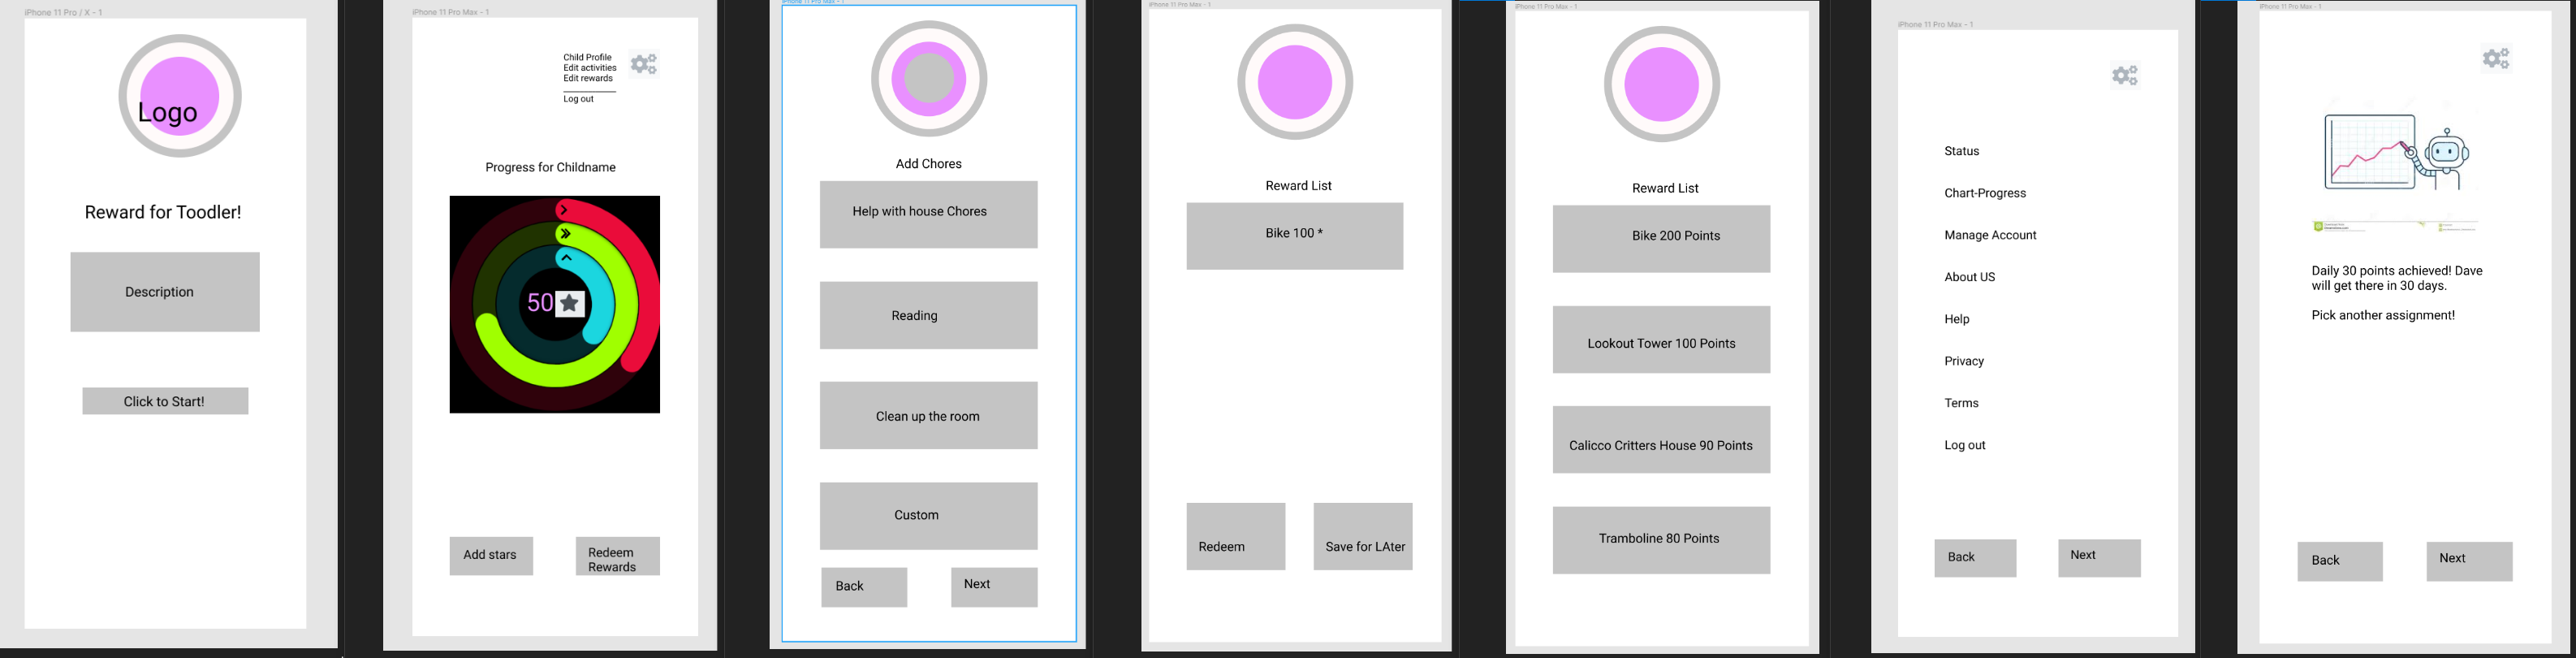 iPhone 11 Pro / X - 1
Logo
Reward for Toodler!
Description
Click to Start!
iPhone 11 Pro Max - 1
Child Profile
Edit activities
Edit rewards
Log out
Progress for Childname
50
Add stars
Redeem
Rewards
iPhone 11 Pro Max - 1
Add Chores
Help with house Chores
Reading
Clean up the room
Custom
Back
Next
iPhone 11 Pro Max - 1
Reward List
Bike 100 *
Redeem
Save for LAter
iPhone 11 Pro Max - 1
Reward List
Bike 200 Points
Lookout Tower 100 Points
Calicco Critters House 90 Points
Tramboline 80 Points
iPhone 11 Pro Max - 1
Status
Chart-Progress
Manage Account
About US
Help
Privacy
Terms
Log out
Back
Next
iPhone 11 Pro Max - 1
Daily 30 points achieved! Dave
will get there in 30 days.
Pick another assignment!
Back
Next